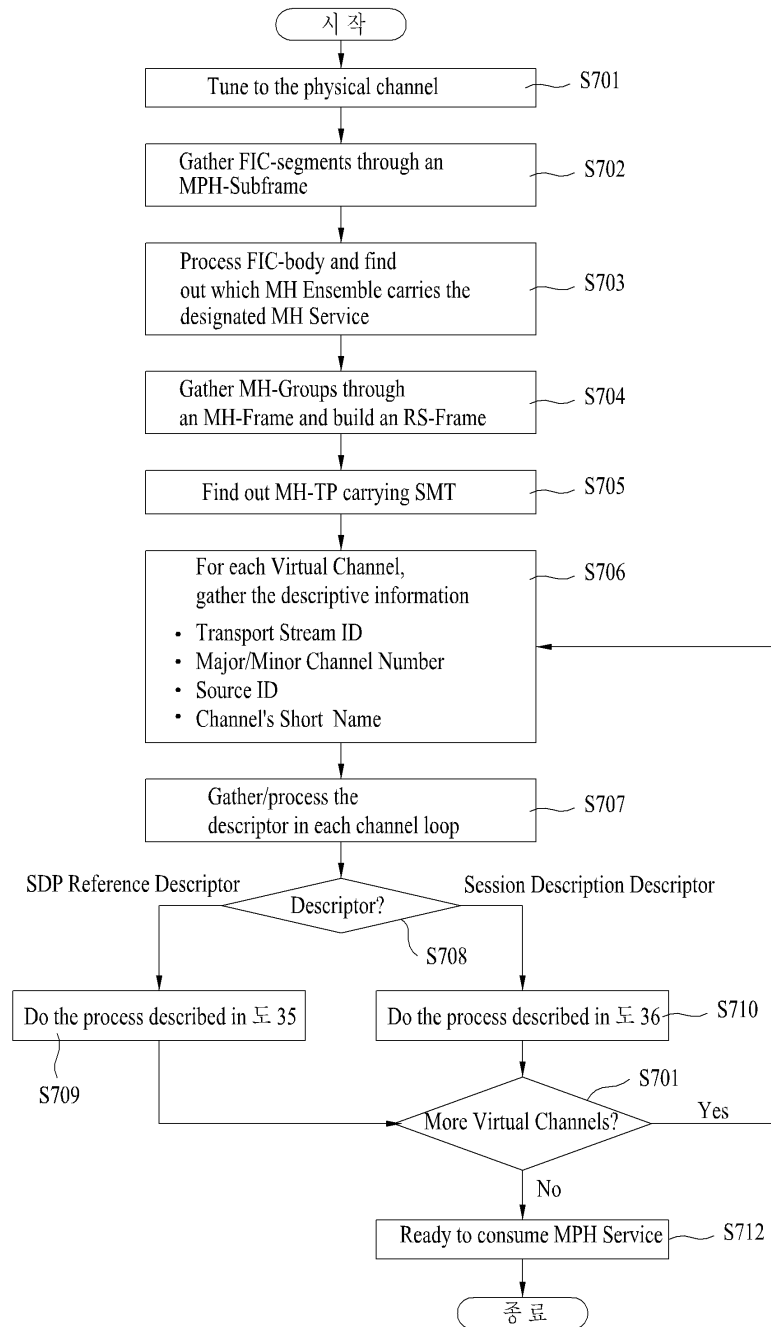 시 작
Tune to the physical channel
S701
Gather FIC-segments through an
MPH-Subframe
S702
Process FIC-body and find
out which MH Ensemble carries the
designated MH Service
S703
Gather MH-Groups through
an MH-Frame and build an RS-Frame
S704
Find out MH-TP carrying SMT
S705
For each Virtual Channel,
gather the descriptive information
• Transport Stream ID
• Major/Minor Channel Number
• Source ID
• Channel's Short Name
S706
Gather/process the
descriptor in each channel loop
S707
SDP Reference Descriptor
Session Description Descriptor
Descriptor?
S708
Do the process described in 도 35
S709
Do the process described in 도 36
S710
S701
More Virtual Channels?
Yes
No
Ready to consume MPH Service
S712
종 료